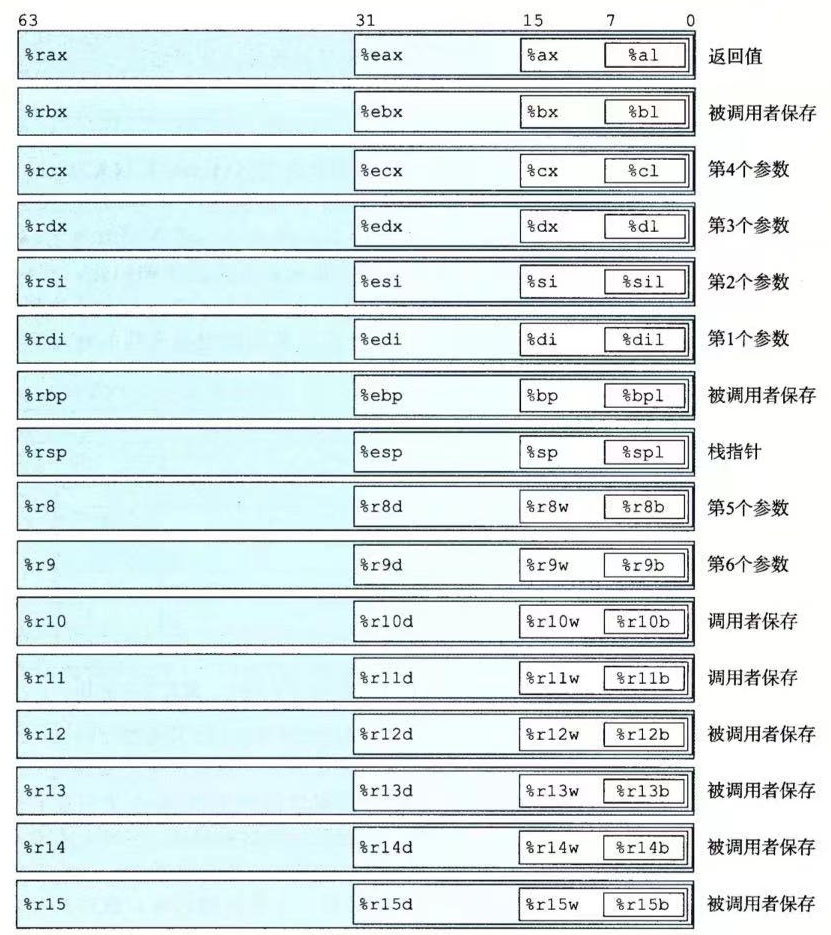 63 31 15 7 0
%rax %eax %ax %al 返回值
%rbx %ebx %bx %bl 被调用者保存
%rcx %ecx %cx %cl 第4个参数
%rdx %edx %dx %dl 第3个参数
%rsi %esi %si %sil 第2个参数
%rdi %edi %di %dil 第1个参数
%rbp %ebp %bp %bpl 被调用者保存
%rsp %esp %sp %spl 栈指针
%r8 %r8d %r8w %r8b 第5个参数
%r9 %r9d %r9w %r9b 第6个参数
%r10 %r10d %r10w %r10b 调用者保存
%r11 %r11d %r11w %r11b 调用者保存
%r12 %r12d %r12w %r12b 被调用者保存
%r13 %r13d %r13w %r13b 被调用者保存
%r14 %r14d %r14w %r14b 被调用者保存
%r15 %r15d %r15w %r15b 被调用者保存